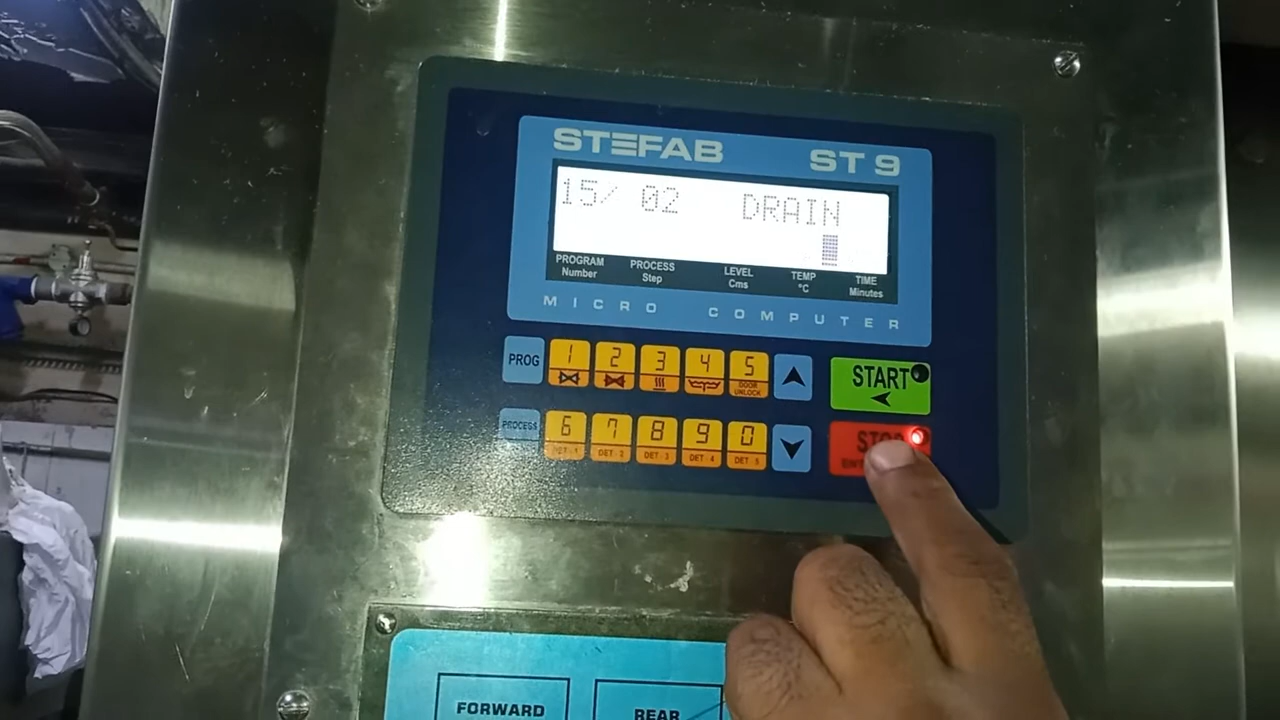 STEFAB ST 9
15/ 02 DRAIN
PROGRAM Number
PROCESS Step
LEVEL Cms
TEMP °C
TIME Minutes
MICRO COMPUTER
PROG 1 2 3 4 5
DOOR UNLOCK
START
PROCESS 6 7 8 9 0
DET - 1 DET - 2 DET - 3 DET - 4 DET - 5
FORWARD
REAR